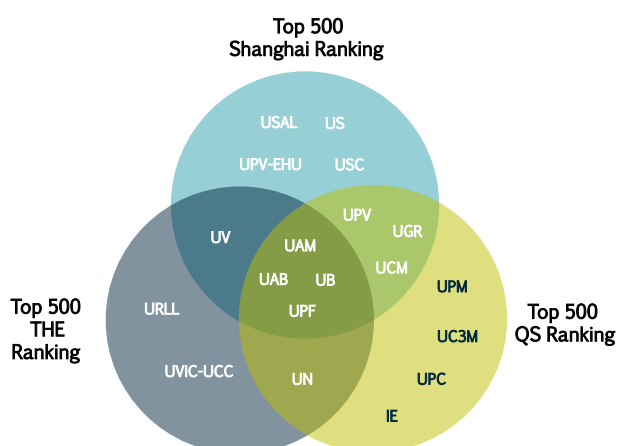 Top 500
Shanghai Ranking
USAL US
UPV-EHU USC
UPV
UV UGR
UAM
UCM
UAB UB
UPM
Top 500
THE
Ranking
URLL
UPF
Top 500
QS Ranking
UC3M
UVIC-UCC
UN
UPC
IE